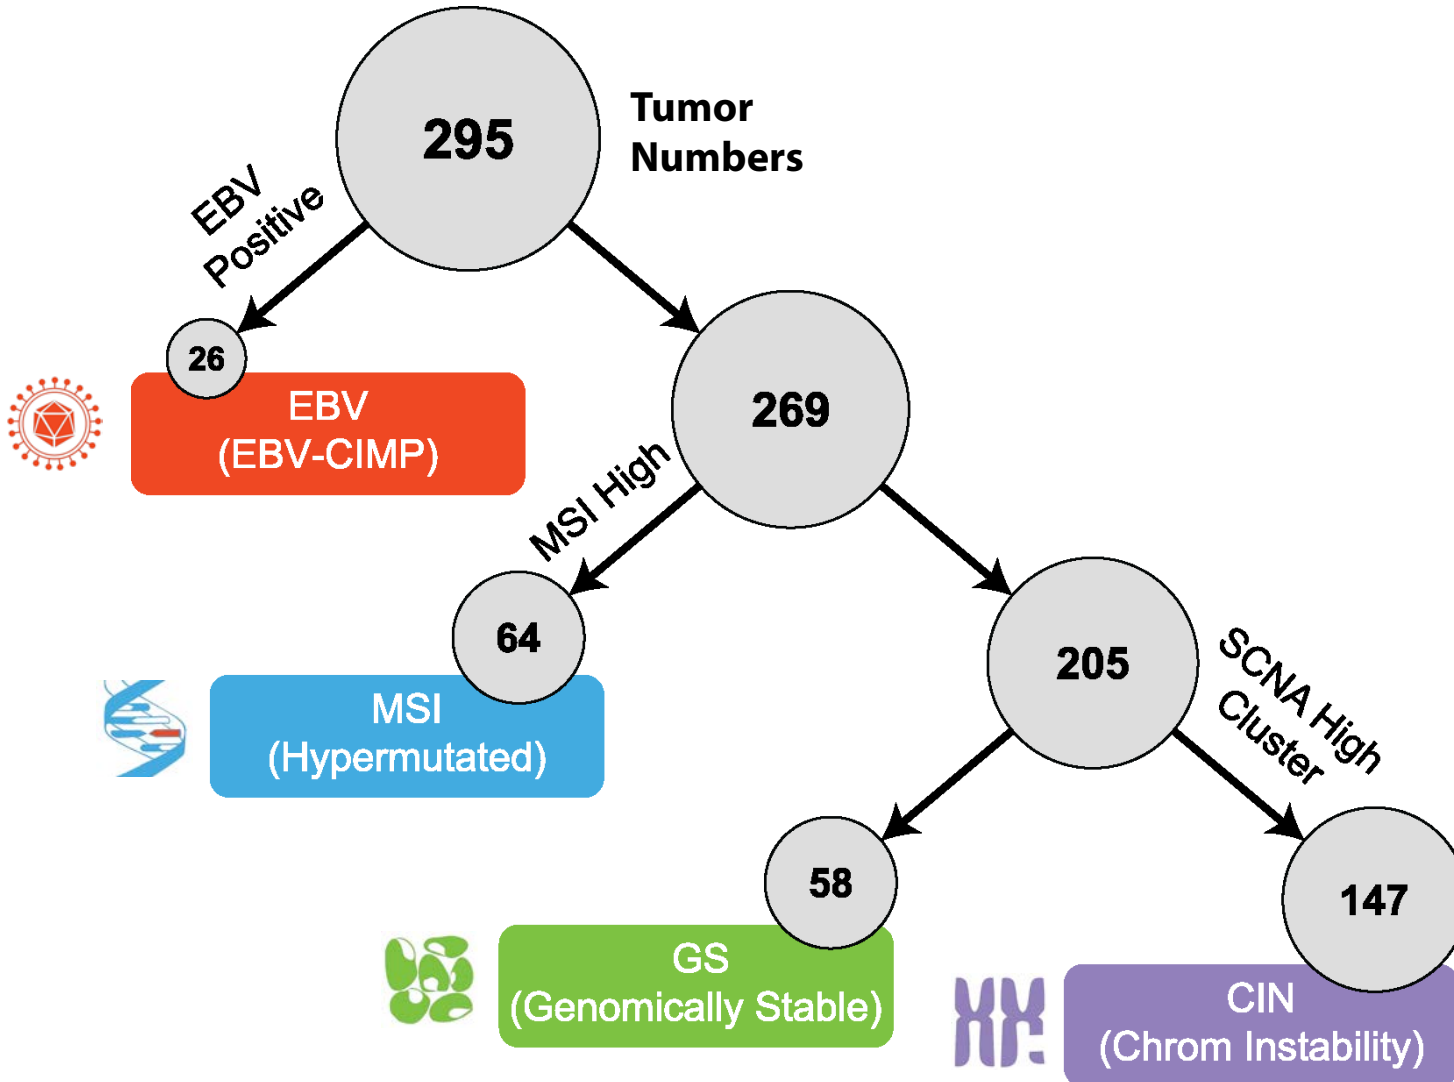 295
Tumor
Numbers
EBV
Positive
26
EBV
(EBV-CIMP)
269
MSI High
64
MSI
(Hypermutated)
205
SCNA High
Cluster
58
GS
(Genomically Stable)
147
CIN
(Chrom Instability)